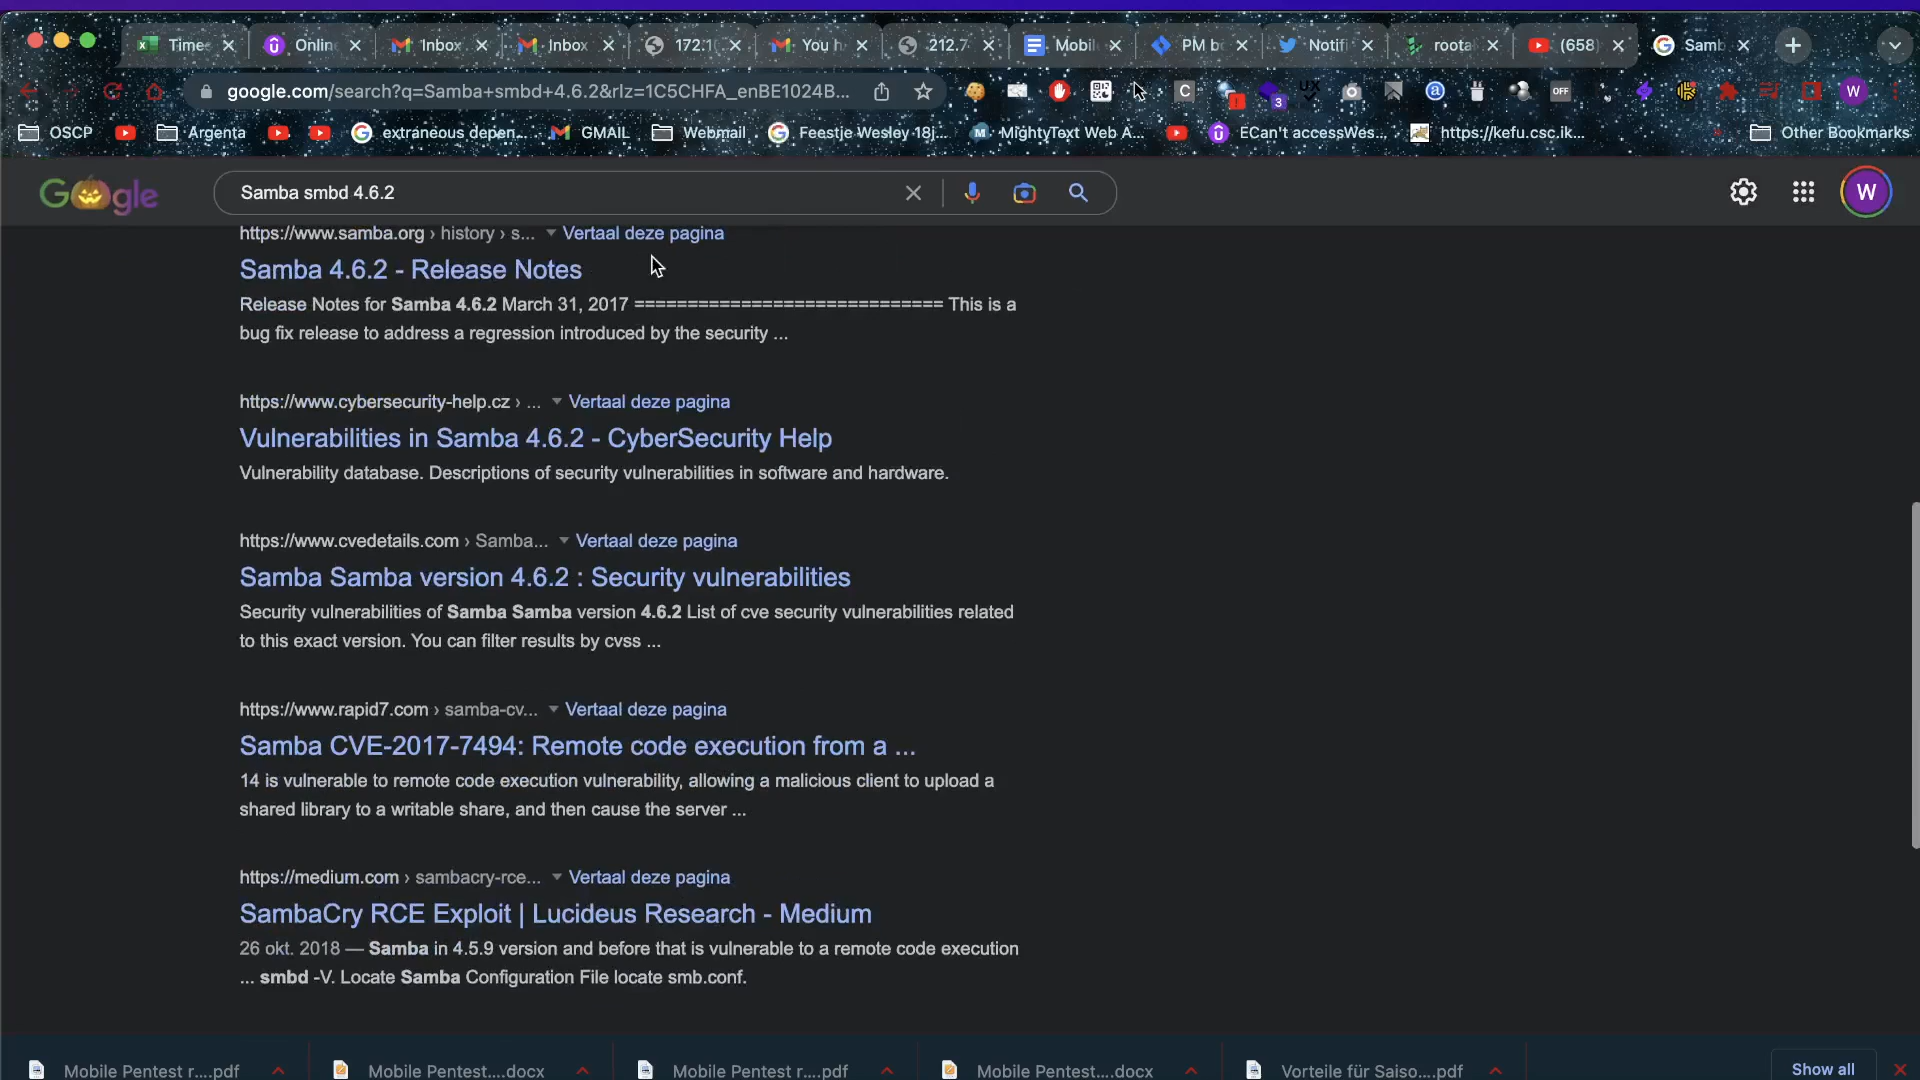 Time
Onlin
Inbox
Inbox
172.1
You h
212.7
Mobil
PM b
Notifi
roota
(658)
Samb
google.com/search?q=Samba+smbd+4.6.2&rlz=1C5CHFA_enBE1024B...
C
3
UX
OFF
W
OSCP
Argenta
extraneous depen...
GMAIL
Webmail
Feestje Wesley 18j...
MightyText Web A...
ECan't accessWes...
https://kefu.csc.ik...
Other Bookmarks
Google
Samba smbd 4.6.2
W
https://www.samba.org › history › s... Vertaal deze pagina
Samba 4.6.2 - Release Notes
Release Notes for Samba 4.6.2 March 31, 2017 ============================ This is a
bug fix release to address a regression introduced by the security ...
https://www.cybersecurity-help.cz › ... Vertaal deze pagina
Vulnerabilities in Samba 4.6.2 - CyberSecurity Help
Vulnerability database. Descriptions of security vulnerabilities in software and hardware.
https://www.cvedetails.com › Samba... Vertaal deze pagina
Samba Samba version 4.6.2 : Security vulnerabilities
Security vulnerabilities of Samba Samba version 4.6.2 List of cve security vulnerabilities related
to this exact version. You can filter results by cvss ...
https://www.rapid7.com › samba-cv... Vertaal deze pagina
Samba CVE-2017-7494: Remote code execution from a ...
14 is vulnerable to remote code execution vulnerability, allowing a malicious client to upload a
shared library to a writable share, and then cause the server ...
https://medium.com › sambacry-rce... Vertaal deze pagina
SambaCry RCE Exploit | Lucideus Research - Medium
26 okt. 2018 — Samba in 4.5.9 version and before that is vulnerable to a remote code execution
... smbd -V. Locate Samba Configuration File locate smb.conf.
Mobile Pentest r....pdf
Mobile Pentest....docx
Mobile Pentest r....pdf
Mobile Pentest....docx
Vorteile für Saiso....pdf
Show all